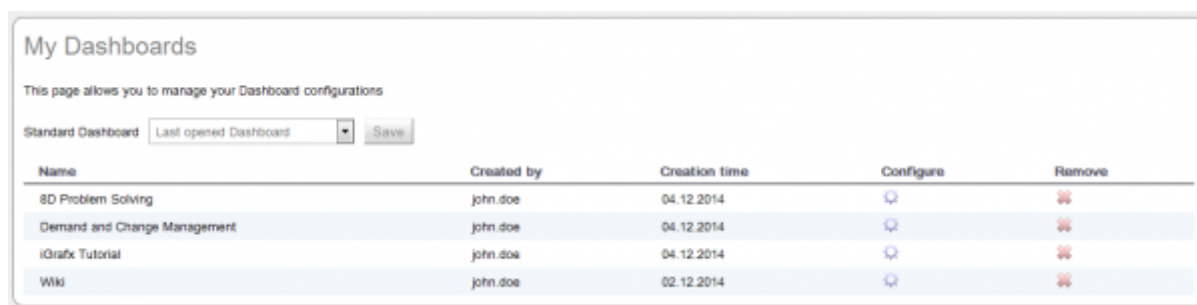 My Dashboards
This page allows you to manage your Dashboard configurations
Standard Dashboard Last opened Dashboard Save
Name Created by Creation time Configure Remove
8D Problem Solving john.doe 04.12.2014
Demand and Change Management john.doe 04.12.2014
iGrafx Tutorial john.doe 04.12.2014
Wiki john.doe 02.12.2014